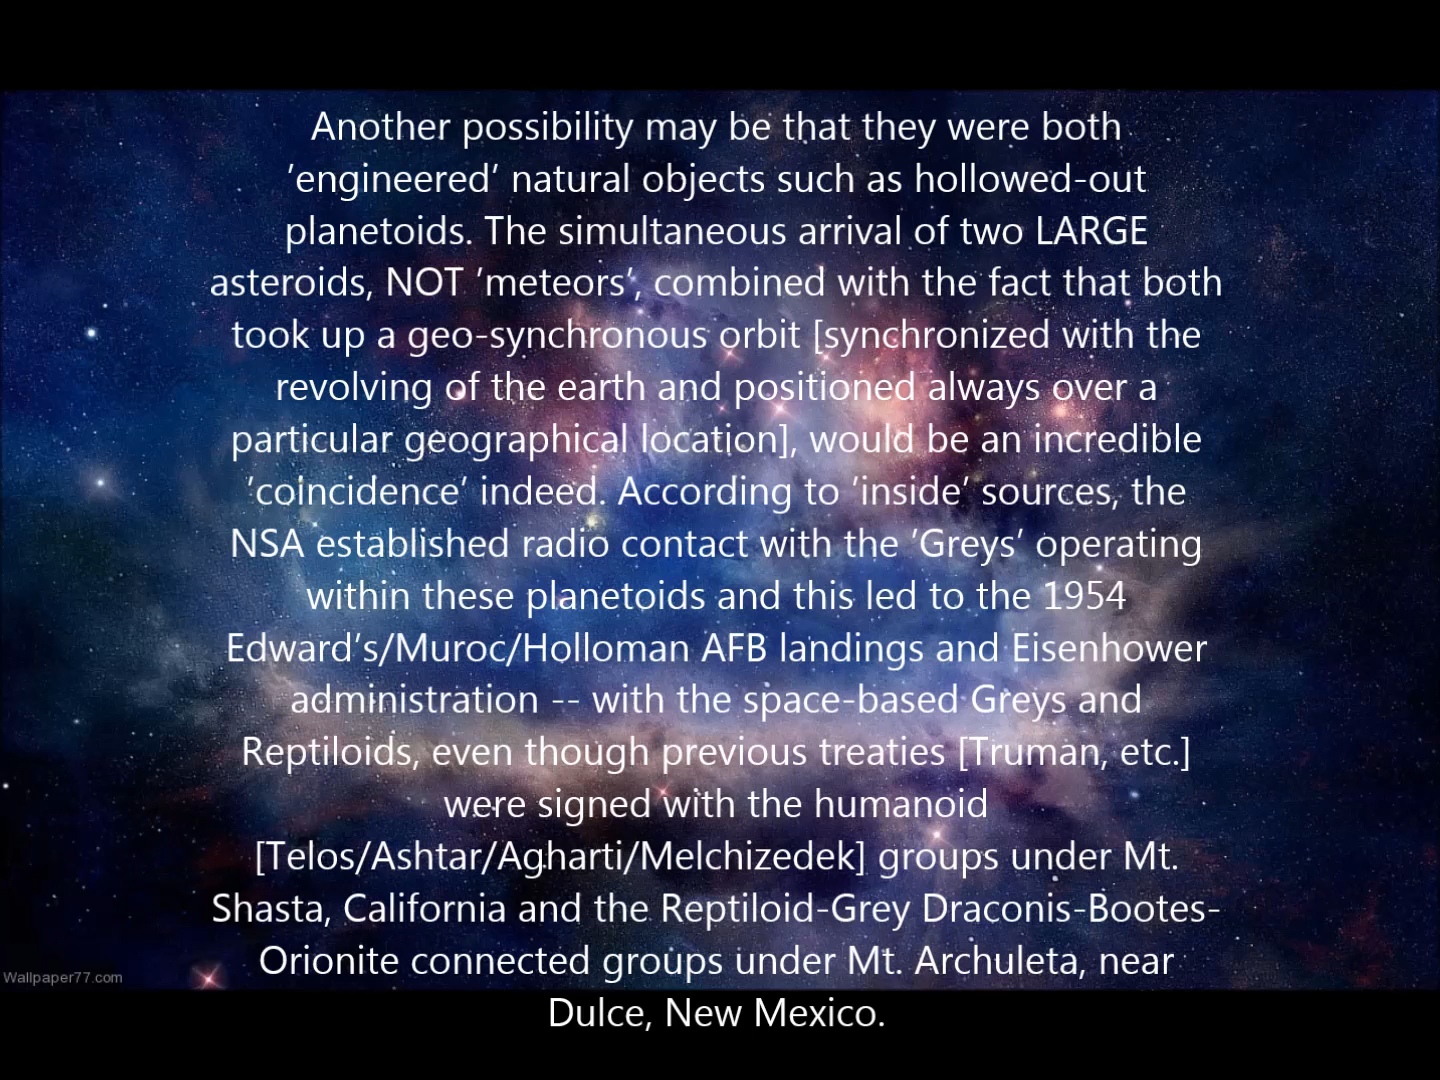 Another possibility may be that they were both
'engineered' natural objects such as hollowed-out
planetoids. The simultaneous arrival of two LARGE
asteroids, NOT 'meteors', combined with the fact that both
took up a geo-synchronous orbit [synchronized with the
revolving of the earth and positioned always over a
particular geographical location], would be an incredible
'coincidence' indeed. According to 'inside' sources, the
NSA established radio contact with the 'Greys' operating
within these planetoids and this led to the 1954
Edward's/Muroc/Holloman AFB landings and Eisenhower
administration -- with the space-based Greys and
Reptiloids, even though previous treaties [Truman, etc.]
were signed with the humanoid
[Telos/Ashtar/Agharti/Melchizedek] groups under Mt.
Shasta, California and the Reptiloid-Grey Draconis-Bootes-
Orionite connected groups under Mt. Archuleta, near
Dulce, New Mexico.
Wallpaper77.com